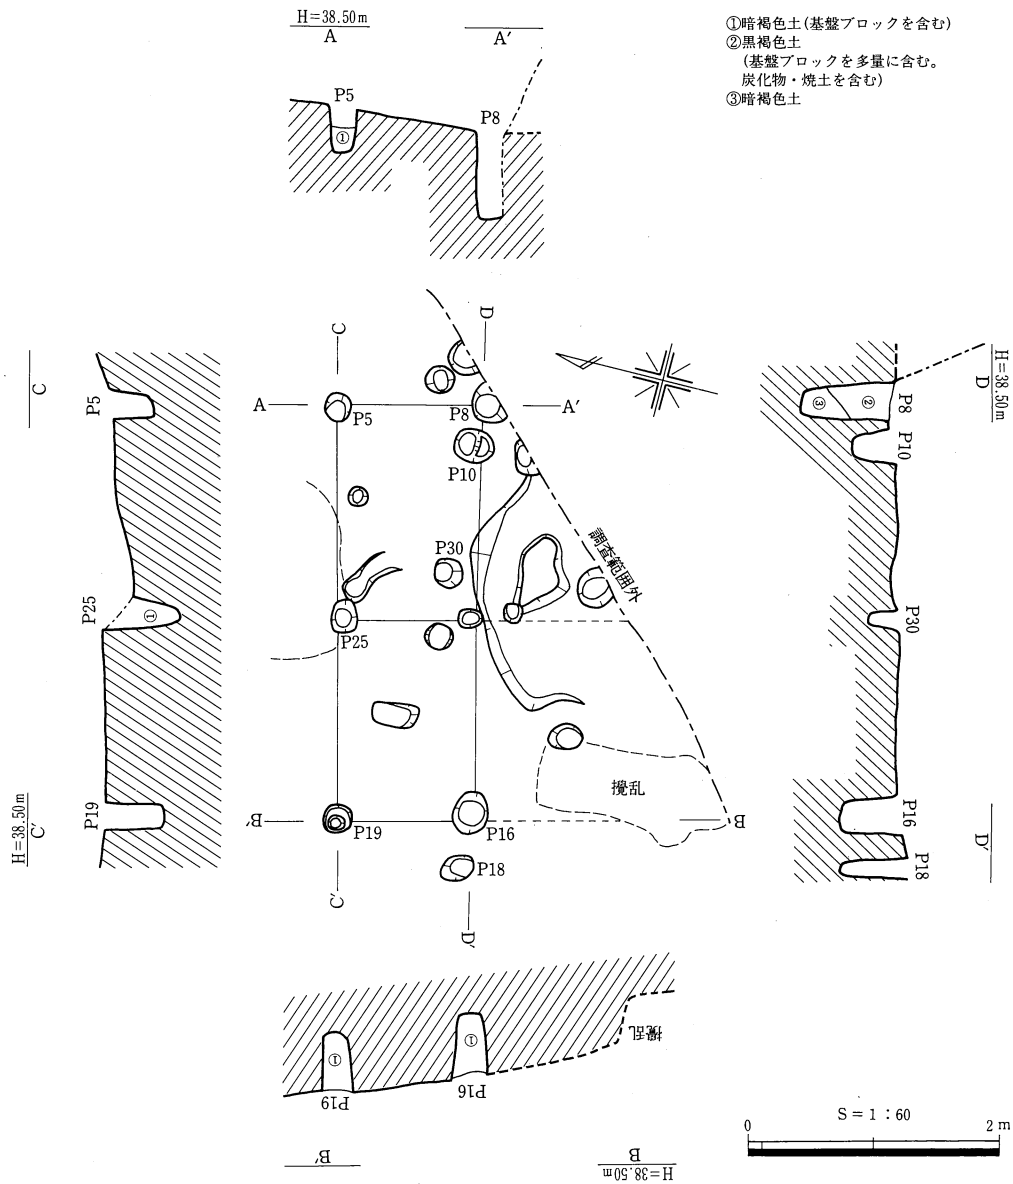 H=38.50m
A
A′
①暗褐色土(基盤ブロックを含む)
②黒褐色土
(基盤ブロックを多量に含む。
炭化物・焼土を含む)
③暗褐色土
P5
P8
①
C
D
C
P5
A
P5
P8
A′
P10
H=38.50m
D
③
②
P8
P10
P30
調査範囲外
P25
①
P25
P30
攪乱
P19
H=38.50m
C′
B′
P19
P16
B
P18
C′
D′
P16
P18
D′
①
①
攪乱
P19
P16
B′
B
H=38.50m
S=1:60
0
2m